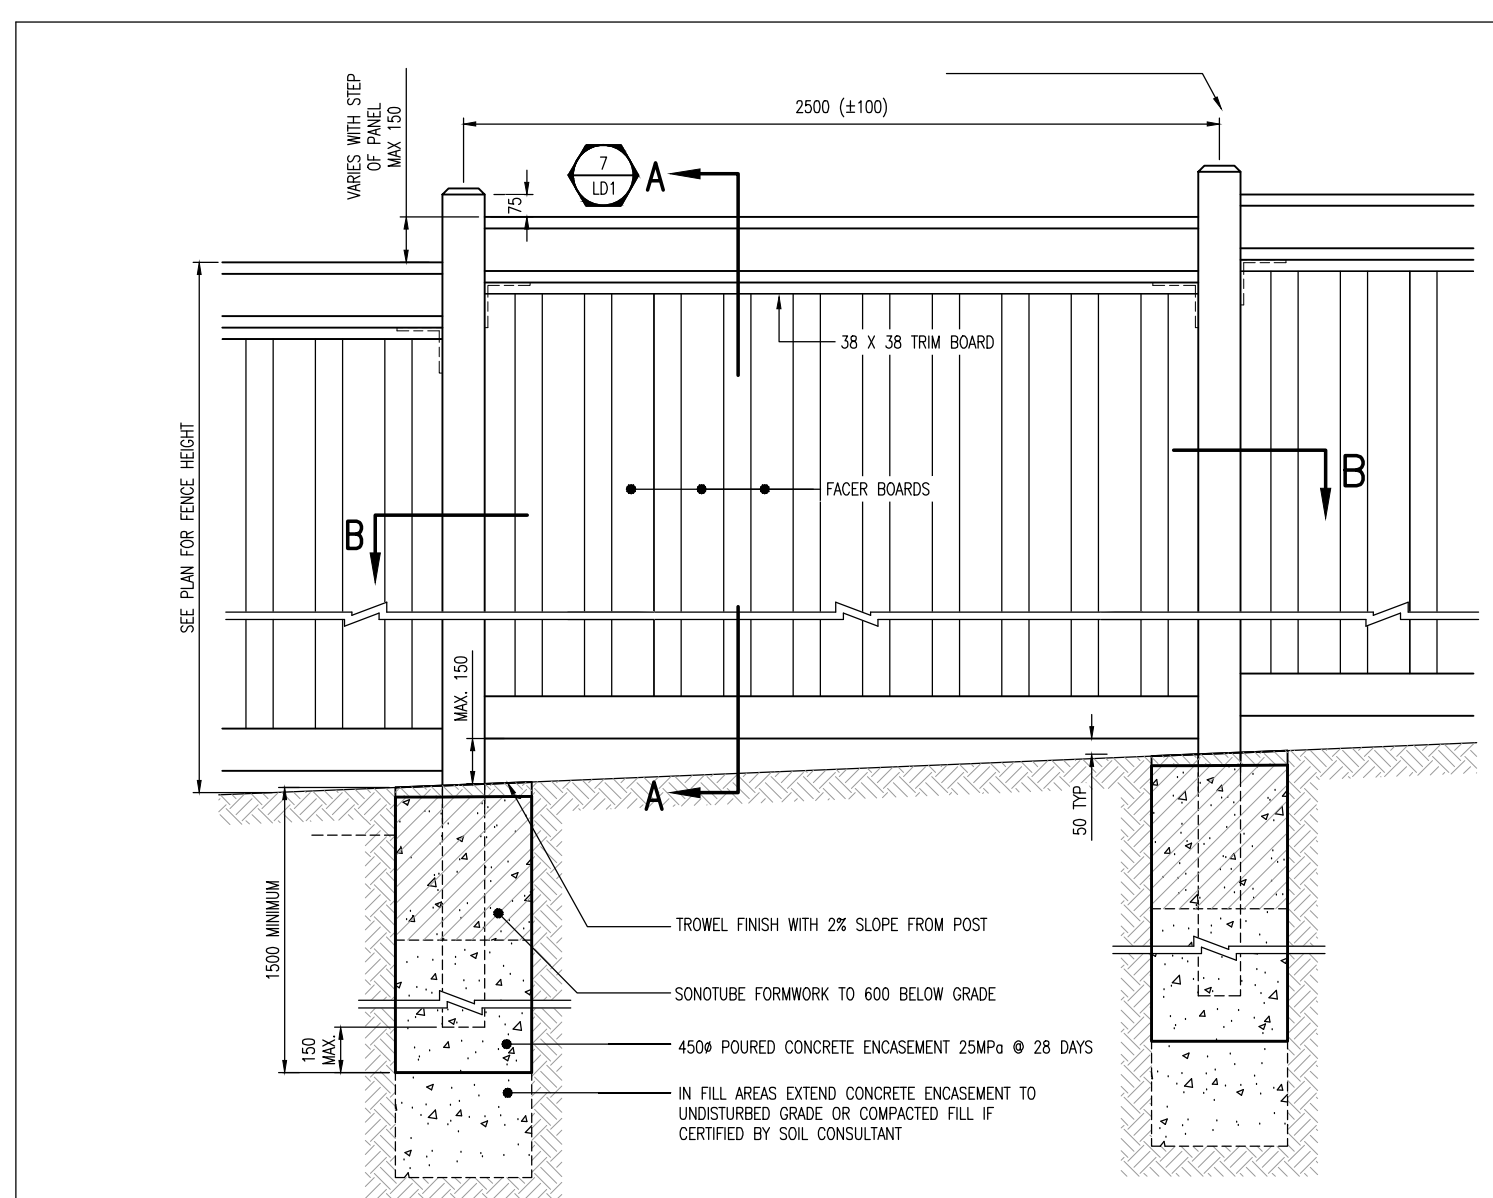 VARIES WITH STEP
OF PANEL
MAX 150
2500 (±100)
7
LD1
A
75
38 X 38 TRIM BOARD
SEE PLAN FOR FENCE HEIGHT
FACER BOARDS
B
B
MAX. 150
A
50 TYP
1500 MINIMUM
TROWEL FINISH WITH 2% SLOPE FROM POST
SONOTUBE FORMWORK TO 600 BELOW GRADE
150
MAX.
450ø POURED CONCRETE ENCASEMENT 25MPa @ 28 DAYS
IN FILL AREAS EXTEND CONCRETE ENCASEMENT TO
UNDISTURBED GRADE OR COMPACTED FILL IF
CERTIFIED BY SOIL CONSULTANT